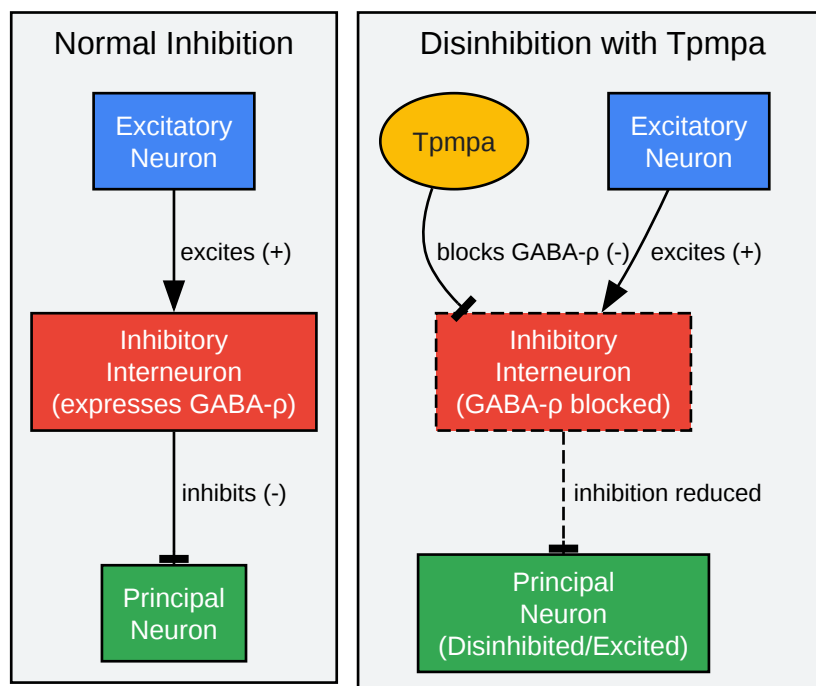 Normal Inhibition
Excitatory
Neuron
excites (+)
Inhibitory
Interneuron
(expresses GABA-ρ)
inhibits (-)
Principal
Neuron
Disinhibition with Tpmpa
Tpmpa
Excitatory
Neuron
blocks GABA-ρ (-)
excites (+)
Inhibitory
Interneuron
(GABA-ρ blocked)
inhibition reduced
Principal
Neuron
(Disinhibited/Excited)